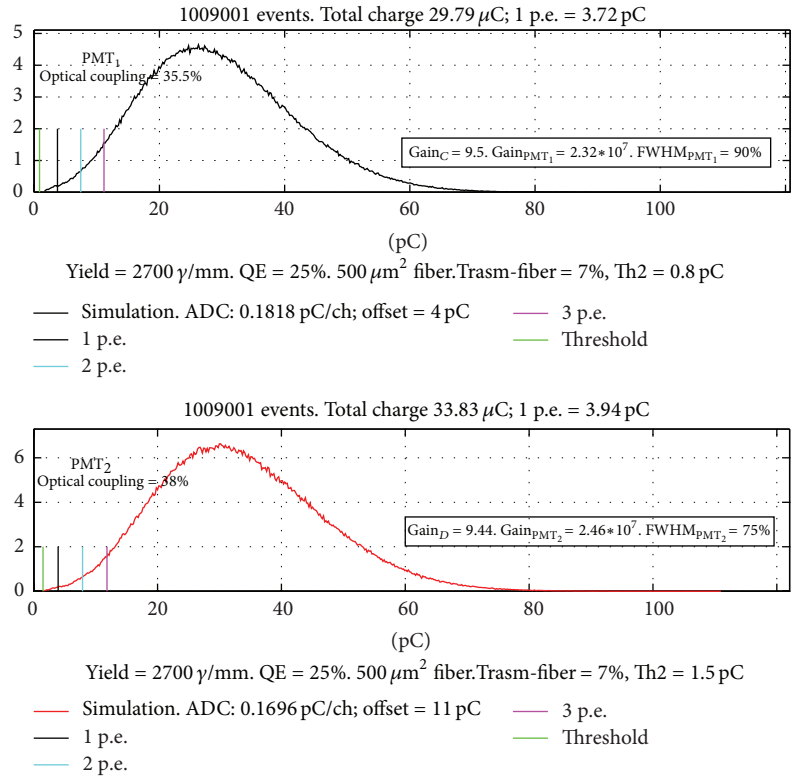 1009001 events. Total charge 29.79 μC; 1 p.e. = 3.72 pC
5
4
3
2
1
0
PMT₁
Optical coupling = 35.5%
Gain_C = 9.5. Gain_PMT₁ = 2.32∗10⁷. FWHM_PMT₁ = 90%
0 20 40 60 80 100
(pC)
Yield = 2700 γ/mm. QE = 25%. 500 μm² fiber.Trasm-fiber = 7%, Th2 = 0.8 pC
Simulation. ADC: 0.1818 pC/ch; offset = 4 pC
1 p.e.
2 p.e.
3 p.e.
Threshold
1009001 events. Total charge 33.83 μC; 1 p.e. = 3.94 pC
6
4
2
0
PMT₂
Optical coupling = 38%
Gain_D = 9.44. Gain_PMT₂ = 2.46∗10⁷. FWHM_PMT₂ = 75%
0 20 40 60 80 100
(pC)
Yield = 2700 γ/mm. QE = 25%. 500 μm² fiber.Trasm-fiber = 7%, Th2 = 1.5 pC
Simulation. ADC: 0.1696 pC/ch; offset = 11 pC
1 p.e.
2 p.e.
3 p.e.
Threshold